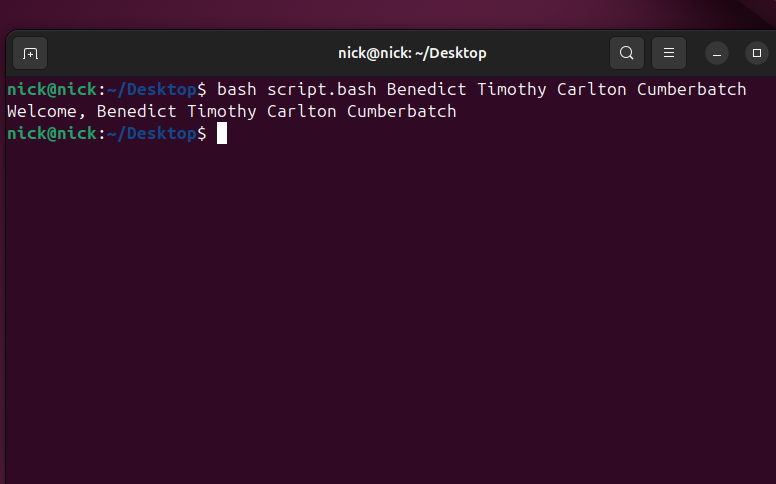 nick@nick: ~/Desktop
nick@nick:~/Desktop$ bash script.bash Benedict Timothy Carlton Cumberbatch
Welcome, Benedict Timothy Carlton Cumberbatch
nick@nick:~/Desktop$